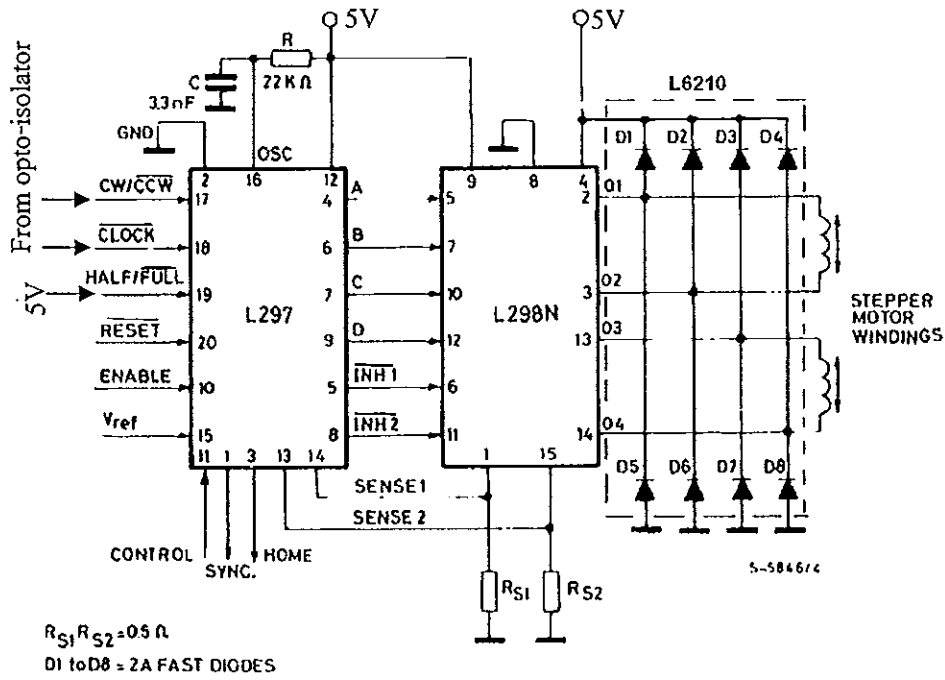 5V
5V
R
22KΩ
C
3.3nF
L6210
GND
OSC
D1 D2 D3 D4
2 16 12
9 8 4
From opto-isolator
CW/CCW
17
4 A
5
2 01
CLOCK
18
6 B
7
5V
HALF/FULL
19
7 C
10
3 02
L297
L298N
STEPPER
MOTOR
WINDINGS
RESET
20
9 D
12
13 03
ENABLE
10
5 INH1
6
Vref
15
8 INH2
11
14 04
11 1 3 13 14
1 15
D5 D6 D7 D8
SENSE1
SENSE 2
CONTROL
SYNC.
HOME
RS1
RS2
S-5846/4
RS1 RS2 = 0.5 Ω
D1 to D8 = 2A FAST DIODES